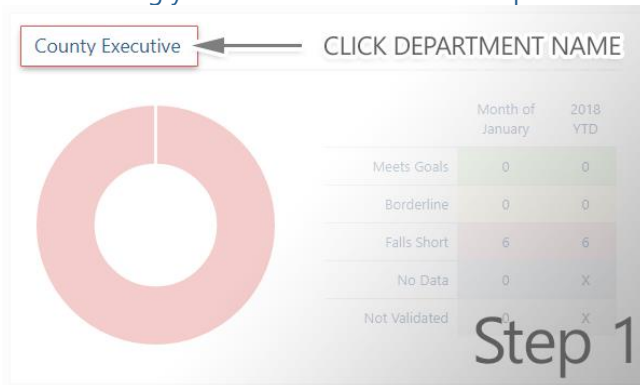 County Executive CLICK DEPARTMENT NAME
Month of January 2018 YTD
Meets Goals 0 0
Borderline 0 0
Falls Short 6 6
No Data 0 X
Not Validated 0 X
Step 1